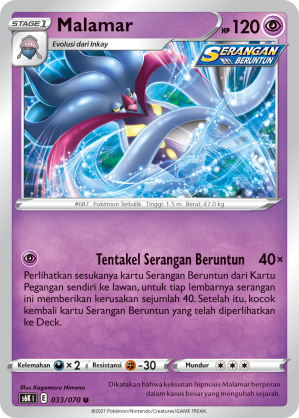 STAGE 1 Malamar HP 120
Evolusi dari Inkay
SERANGAN
BERUNTUN
#687 Pokémon Terbalik Tinggi: 1.5 m Berat: 47.0 kg
Tentakel Serangan Beruntun 40×
Perlihatkan sesukanya kartu Serangan Beruntun dari Kartu
Pegangan sendiri ke lawan, untuk tiap lembarnya serangan
ini memberikan kerusakan sejumlah 40. Setelah itu, kocok
kembali kartu Serangan Beruntun yang telah diperlihatkan
ke Deck.
Kelemahan ×2 Resistansi -30 Mundur
Illus. Kagemaru Himeno
s6K I E 033/070 U
Dikatakan bahwa kekuatan hipnosis Malamar berperan
dalam kasus besar yang mengubah sejarah.
©2021 Pokémon/Nintendo/Creatures/GAME FREAK